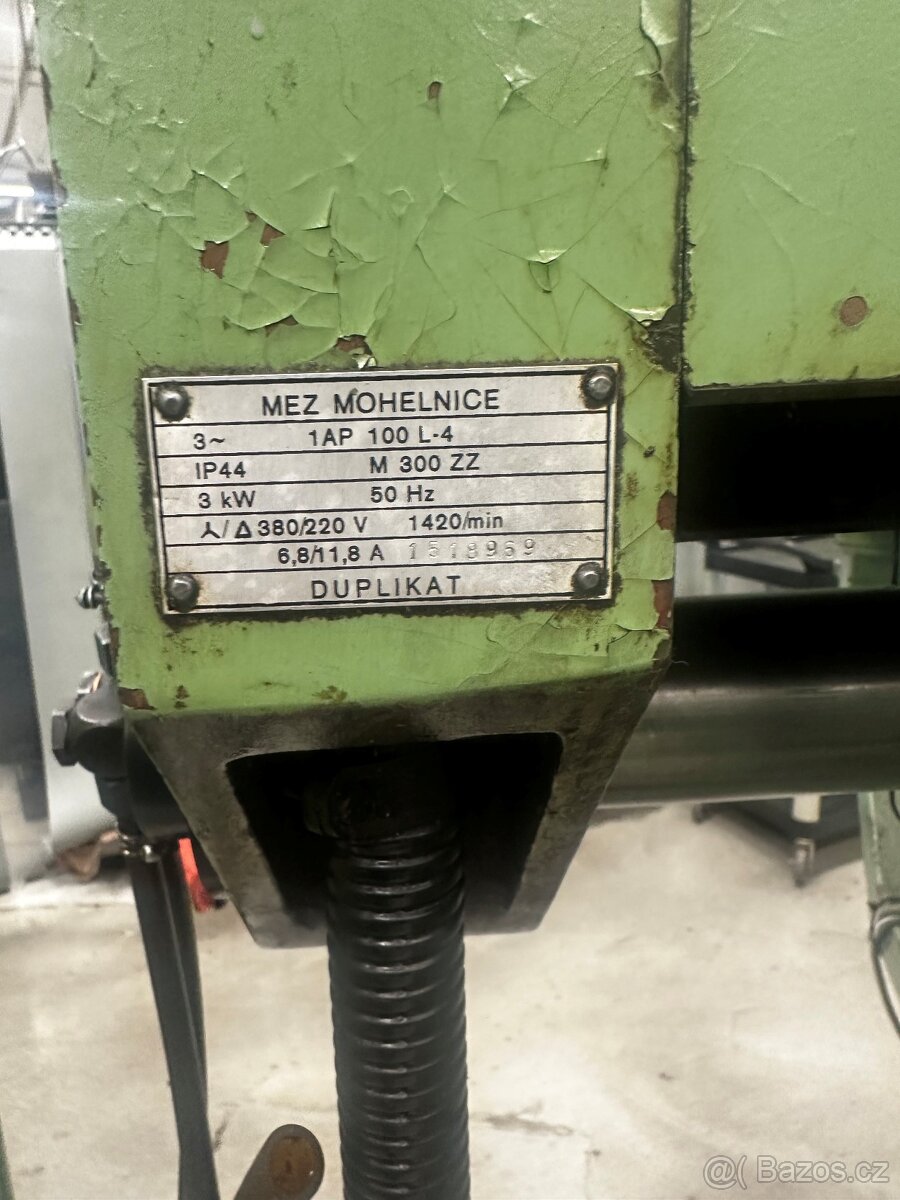 MEZ MOHELNICE
3~ 1AP 100 L-4
IP44 M 300 ZZ
3 kW 50 Hz
⅄/Δ 380/220 V 1420/min
6,8/11,8 A 1518969
DUPLIKAT
@( Bazos.cz